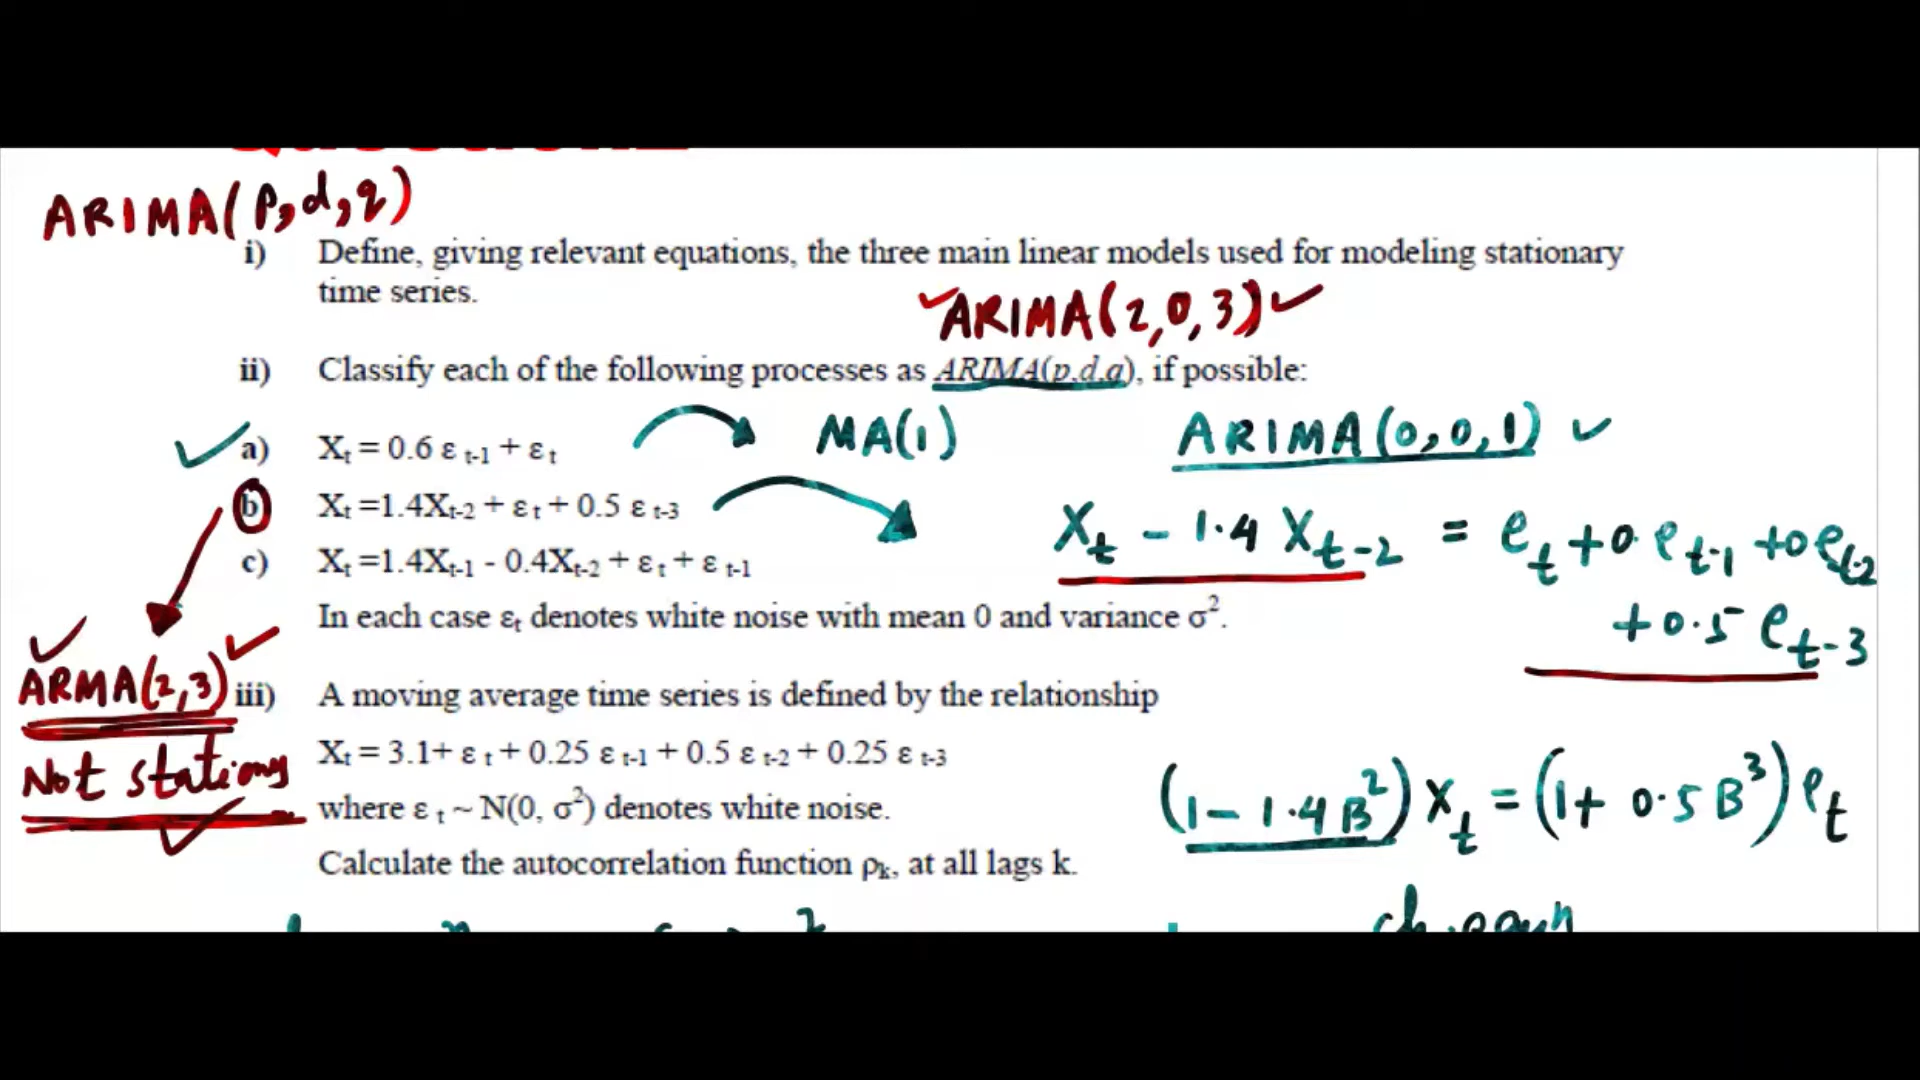 ARIMA(p,d,q)
i) Define, giving relevant equations, the three main linear models used for modeling stationary
time series.
ARIMA(2,0,3)
ii) Classify each of the following processes as ARIMA(p,d,q), if possible:
a) Xt = 0.6 ε t-1 + ε t
MA(1)
ARIMA(0,0,1)
b) Xt =1.4Xt-2 + ε t + 0.5 ε t-3
Xt - 1.4 Xt-2 = et + 0. et-1 + 0 et-2
+ 0.5 et-3
c) Xt =1.4Xt-1 - 0.4Xt-2 + ε t + ε t-1
In each case εt denotes white noise with mean 0 and variance σ².
ARMA(2,3)
Not stationary
iii) A moving average time series is defined by the relationship
Xt = 3.1+ ε t + 0.25 ε t-1 + 0.5 ε t-2 + 0.25 ε t-3
where ε t ~ N(0, σ²) denotes white noise.
(1 - 1.4B²) Xt = (1 + 0.5 B³) et
Calculate the autocorrelation function ρk, at all lags k.